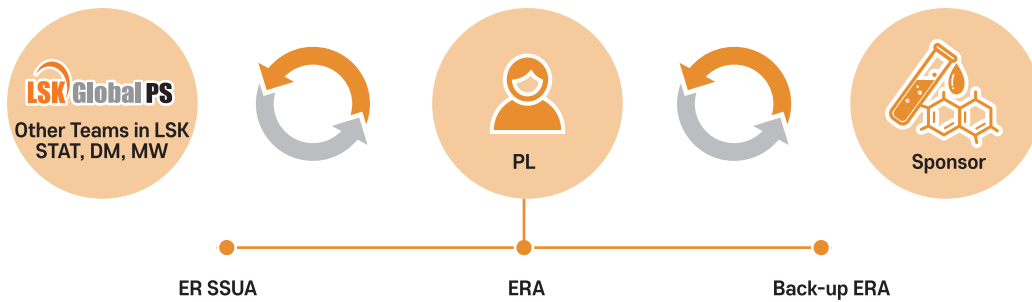 LSK Global PS
Other Teams in LSK
STAT, DM, MW
PL
Sponsor
ER SSUA
ERA
Back-up ERA